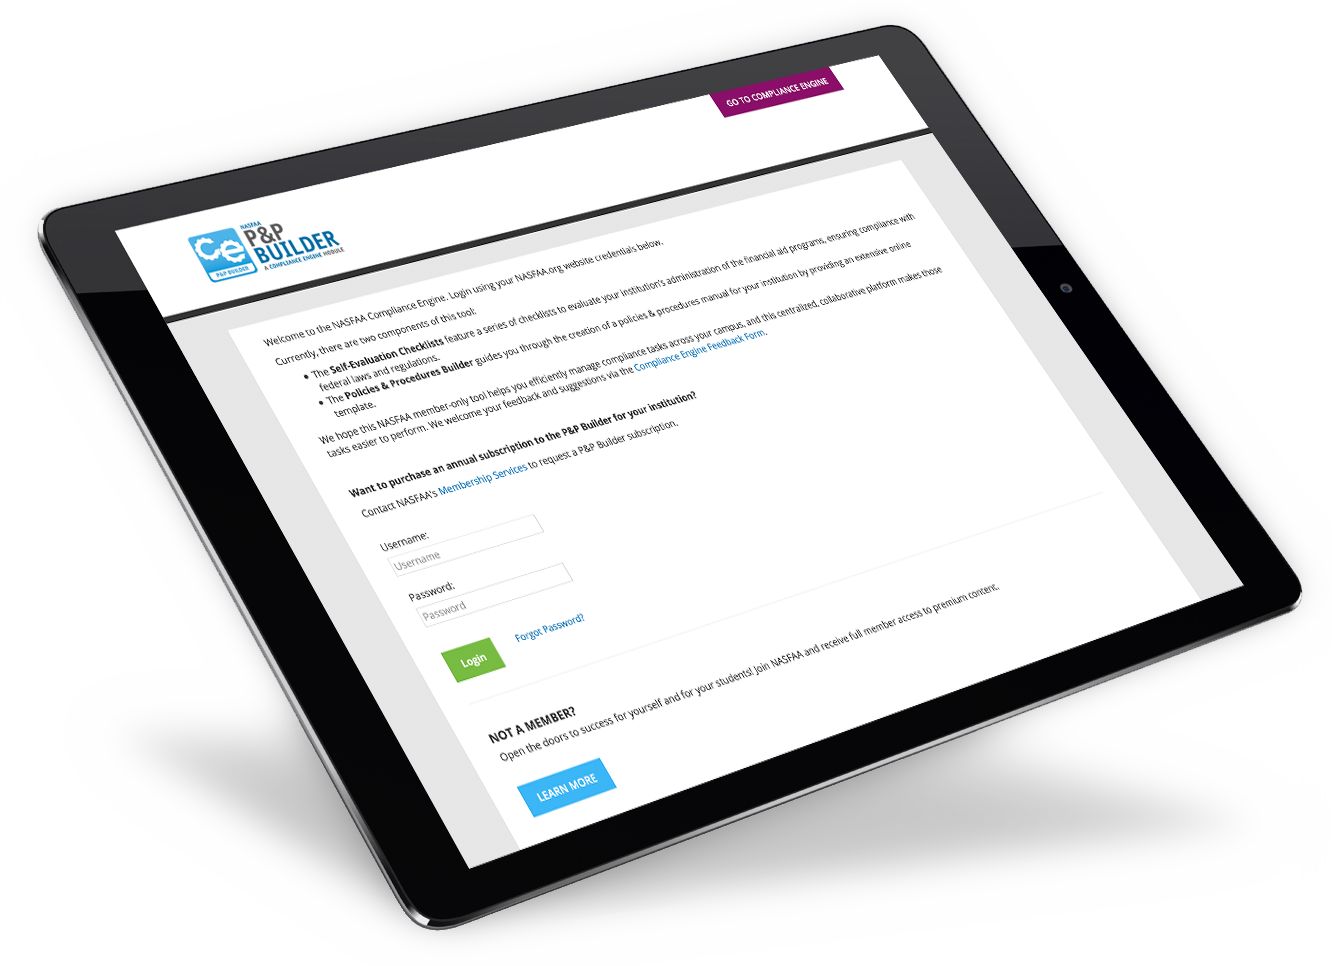 GO TO COMPLIANCE ENGINE
Ce
P&P BUILDER
NASFAA
P&P
BUILDER
A COMPLIANCE ENGINE MODULE
Welcome to the NASFAA Compliance Engine. Login using your NASFAA.org website credentials below.
Currently, there are two components of this tool:
• The Self-Evaluation Checklists feature a series of checklists to evaluate your institution's administration of the financial aid programs, ensuring compliance with
federal laws and regulations.
• The Policies & Procedures Builder guides you through the creation of a policies & procedures manual for your institution by providing an extensive online
template.
We hope this NASFAA member-only tool helps you efficiently manage compliance tasks across your campus, and this centralized, collaborative platform makes those
tasks easier to perform. We welcome your feedback and suggestions via the Compliance Engine Feedback Form.
Want to purchase an annual subscription to the P&P Builder for your institution?
Contact NASFAA's Membership Services to request a P&P Builder subscription.
Username:
Username
Password:
Password
Login
Forgot Password?
NOT A MEMBER?
Open the doors to success for yourself and for your students! Join NASFAA and receive full member access to premium content.
LEARN MORE